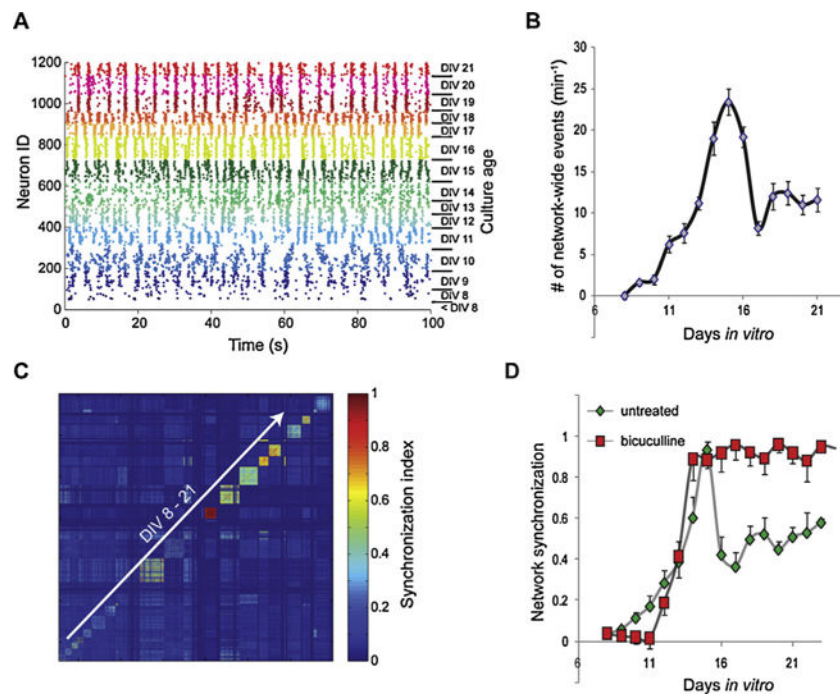 A
Neuron ID
1200
1000
800
600
400
200
0
0 20 40 60 80 100
Time (s)
DIV 21
DIV 20
DIV 19
DIV 18
DIV 17
DIV 16
DIV 15
DIV 14
DIV 13
DIV 12
DIV 11
DIV 10
DIV 9
DIV 8
< DIV 8
Culture age
B
# of network-wide events (min⁻¹)
30
25
20
15
10
5
0
6 11 16 21
Days in vitro
C
DIV 8 - 21
1
0.8
0.6
0.4
0.2
0
Synchronization index
D
untreated
bicuculline
Network synchronization
1
0.8
0.6
0.4
0.2
0
6 11 16 21
Days in vitro